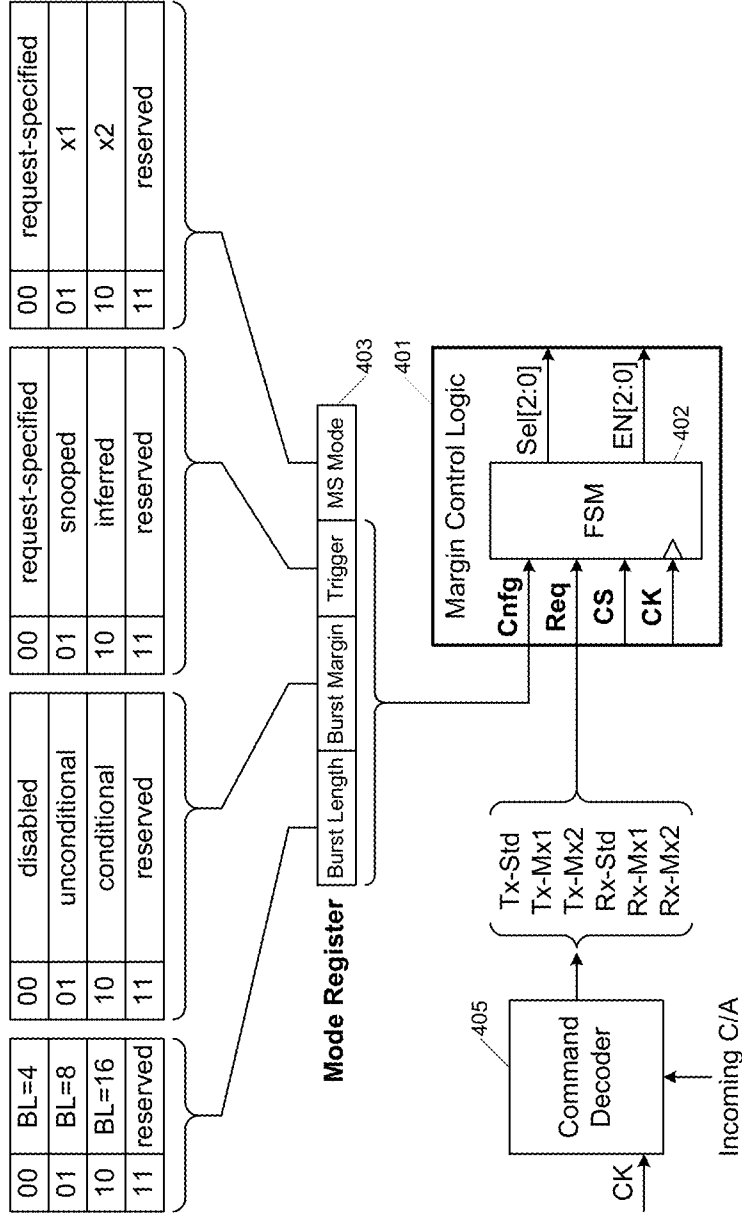 00 BL=4
01 BL=8
10 BL=16
11 reserved
00 disabled
01 unconditional
10 conditional
11 reserved
00 request-specified
01 snooped
10 inferred
11 reserved
00 request-specified
01 x1
10 x2
11 reserved
Mode Register
Burst Length Burst Margin Trigger MS Mode
403
401
Margin Control Logic
Cnfg
Req
CS
CK
FSM
Sel[2:0]
EN[2:0]
402
Tx-Std
Tx-Mx1
Tx-Mx2
Rx-Std
Rx-Mx1
Rx-Mx2
405
Command
Decoder
CK
Incoming C/A